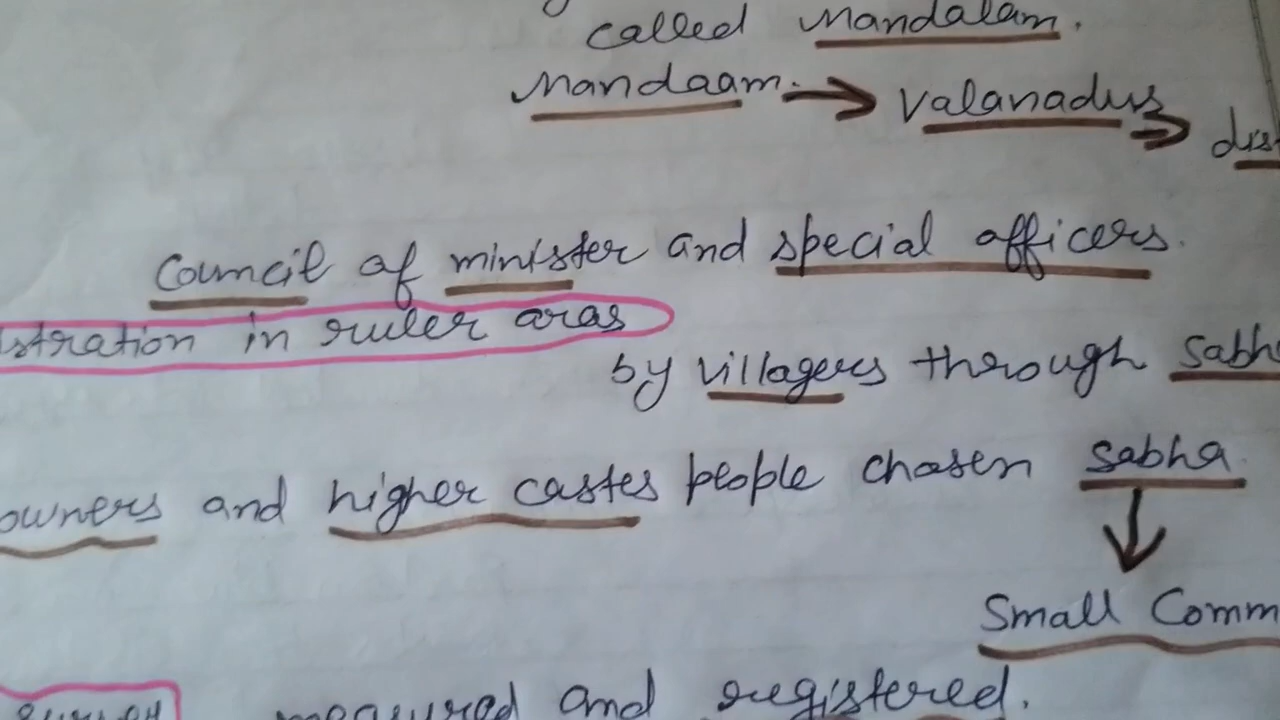 called Mandalam.
Mandaam. → Valanadus ⇒ dis
Council of minister and special officers.
stration in ruler aras
by villagers through Sabh
owners and higher castes people chosen sabha
↓
Small Comm
survey measured and registered.